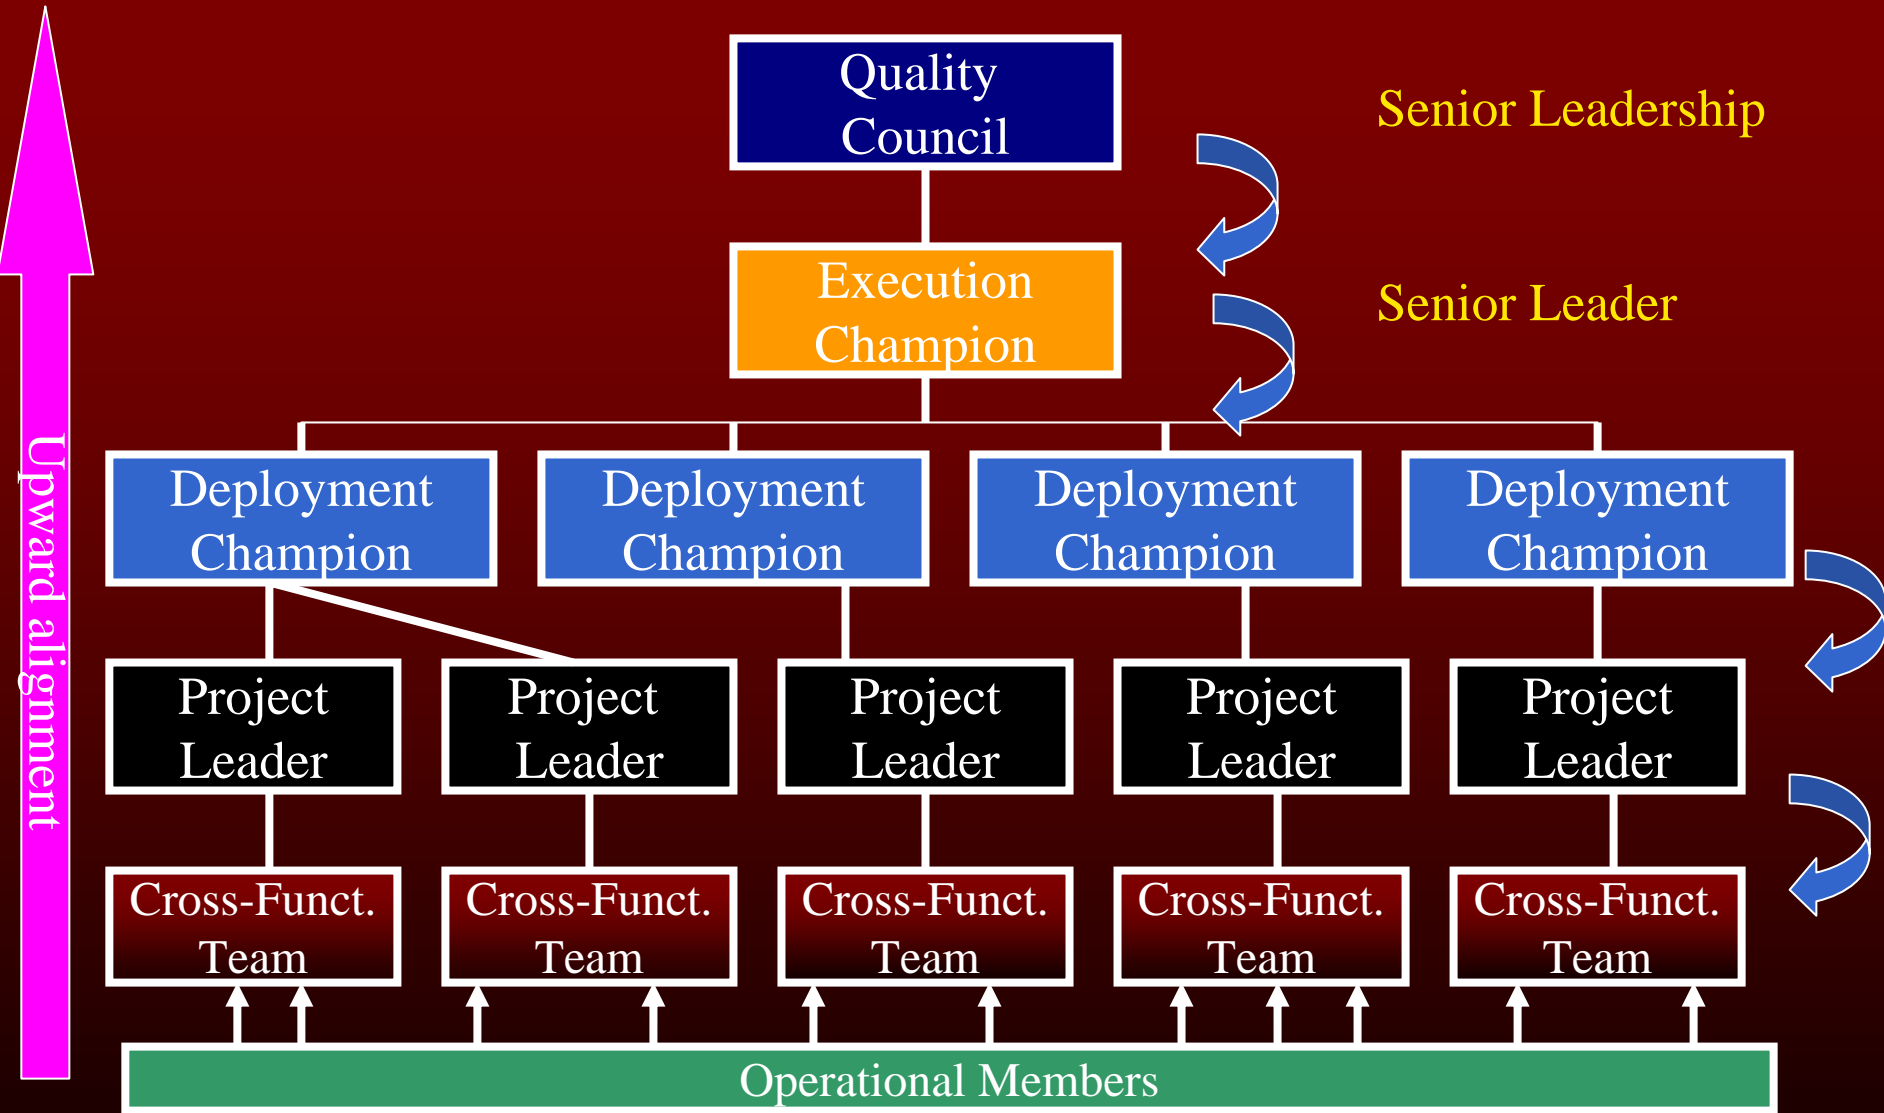 Quality
Council
Senior Leadership
Execution
Champion
Senior Leader
Upward alignment
Deployment
Champion
Deployment
Champion
Deployment
Champion
Deployment
Champion
Project
Leader
Project
Leader
Project
Leader
Project
Leader
Project
Leader
Cross-Funct.
Team
Cross-Funct.
Team
Cross-Funct.
Team
Cross-Funct.
Team
Cross-Funct.
Team
Operational Members